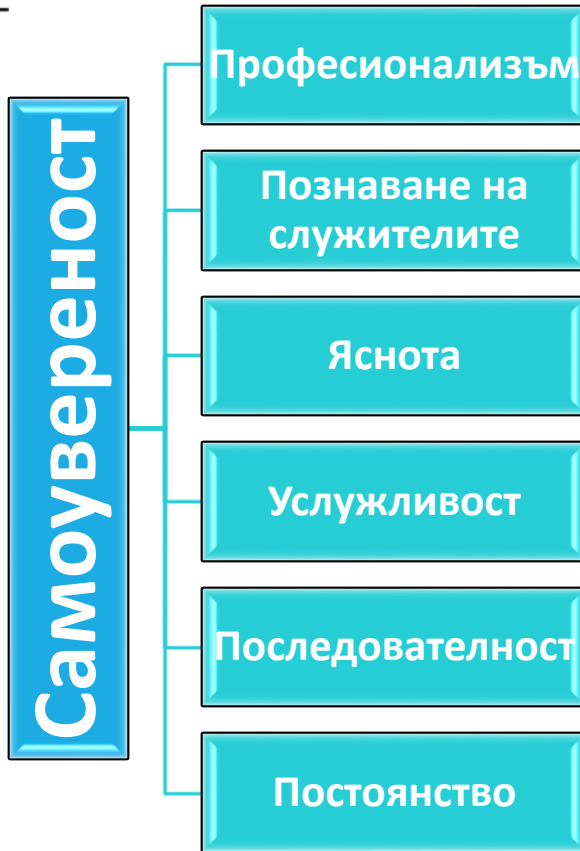 Самоувереност
Професионализъм
Познаване на
служителите
Яснота
Услужливост
Последователност
Постоянство